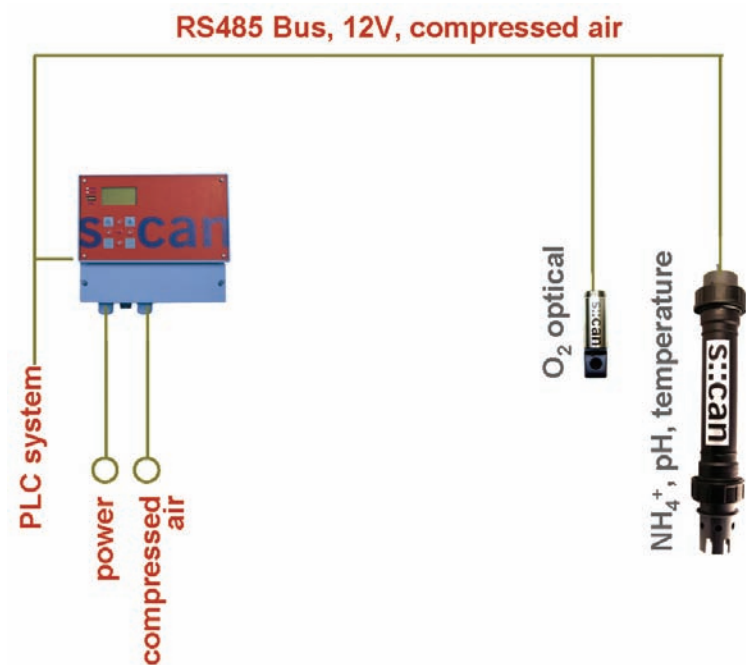 RS485 Bus, 12V, compressed air
s::can
PLC system
power
compressed
air
O₂ optical
s::can
NH₄⁺, pH, temperature
s::can